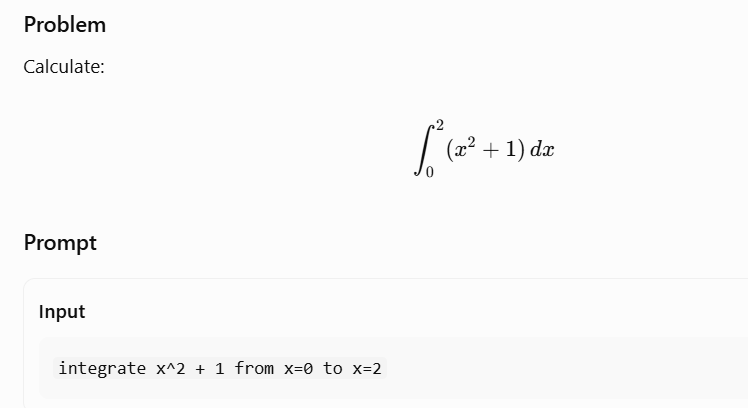 Problem
Calculate:
∫₀² (x² + 1) dx
Prompt
Input
integrate x^2 + 1 from x=0 to x=2